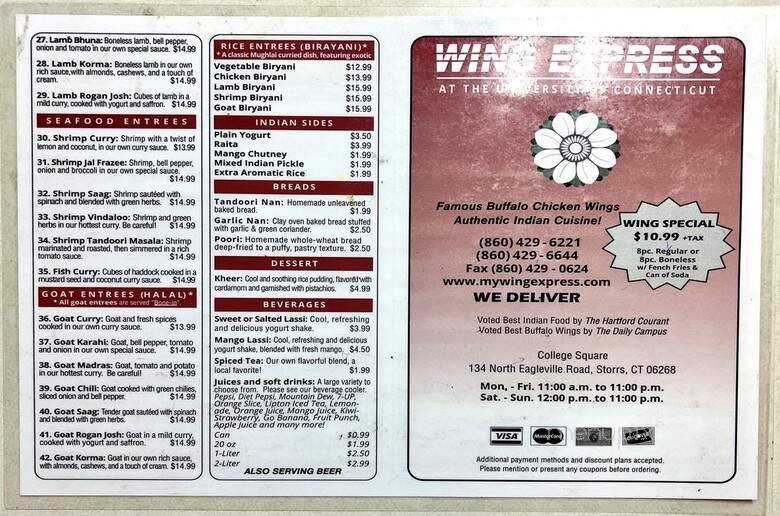 27. Lamb Bhuna: Boneless lamb, bell pepper,
onion and tomato in our own special sauce. $14.99
28. Lamb Korma: Boneless lamb in our own
rich sauce, with almonds, cashews, and a touch of
cream. $14.99
29. Lamb Rogan Josh: Cubes of lamb in a
mild curry, cooked with yogurt and saffron. $14.99
SEAFOOD ENTREES
30. Shrimp Curry: Shrimp with a twist of
lemon and coconut, in our own curry sauce. $13.99
31. Shrimp Jal Frazee: Shrimp, bell pepper,
onion and broccoli in our own special sauce.
$14.99
32. Shrimp Saag: Shrimp sautéed with
spinach and blended with green herbs. $14.99
33. Shrimp Vindaloo: Shrimp and green
herbs in our hottest curry. Be careful! $14.99
34. Shrimp Tandoori Masala: Shrimp
marinated and roasted, then simmered in a rich
tomato sauce. $14.99
35. Fish Curry: Cubes of haddock cooked in a
mustard seed and coconut curry sauce. $15.99
GOAT ENTREES (HALAL)*
* All goat entrees are served "Bone-in".
36. Goat Curry: Goat and fresh spices
cooked in our own curry sauce. $13.99
37. Goat Karahi: Goat, bell pepper, tomato
and onion in our own special sauce. $14.99
38. Goat Madras: Goat, tomato and potato
in our hottest curry. Be careful! $14.99
39. Goat Chili: Goat cooked with green chilies,
sliced onion and bell pepper. $14.99
40. Goat Saag: Tender goat sautéed with spinach
and blended with green herbs. $14.99
41. Goat Rogan Josh: Goat in a mild curry,
cooked with yogurt and saffron. $14.99
42. Goat Korma: Goat in our own rich sauce,
with almonds, cashews, and a touch of cream. $14.99
RICE ENTREES (BIRAYANI)*
* A classic Mughlai curried dish, featuring exotic
Vegetable Biryani $12.99
Chicken Biryani $13.99
Lamb Biryani $15.99
Shrimp Biryani $15.99
Goat Biryani $15.99
INDIAN SIDES
Plain Yogurt $3.50
Raita $3.99
Mango Chutney $1.99
Mixed Indian Pickle $1.99
Extra Aromatic Rice $1.99
BREADS
Tandoori Nan: Homemade unleavened
baked bread. $1.99
Garlic Nan: Clay oven baked bread stuffed
with garlic & green coriander. $2.50
Poori: Homemade whole-wheat bread
deep-fried to a puffy, pastry texture. $2.50
DESSERT
Kheer: Cool and soothing rice pudding, flavored with
cardamom and garnished with pistachios. $4.99
BEVERAGES
Sweet or Salted Lassi: Cool, refreshing
and delicious yogurt shake. $3.99
Mango Lassi: Cool, refreshing and delicious
yogurt shake, blended with fresh mango. $4.50
Spiced Tea: Our own flavorful blend, a
local favorite! $1.99
Juices and soft drinks: A large variety to
choose from. Please see our beverage cooler.
Pepsi, Diet Pepsi, Mountain Dew, 7-UP,
Orange Slice, Lipton Iced Tea, Lemon-
ade, Orange Juice, Mango Juice, Kiwi-
Strawberry, Go Banana, Fruit Punch,
Apple Juice and many more!
Can $0.99
20 oz $1.99
1-Liter $2.50
2-Liter $2.99
ALSO SERVING BEER
WING EXPRESS
AT THE UNIVERSITY OF CONNECTICUT
Famous Buffalo Chicken Wings
Authentic Indian Cuisine!
(860) 429 - 6221
(860) 429 - 6644
Fax (860) 429 - 0624
www.mywingexpress.com
WE DELIVER
WING SPECIAL
$10.99 +TAX
8pc. Regular or
8pc. Boneless
w/ Fench Fries &
Can of Soda
Voted Best Indian Food by The Hartford Courant
Voted Best Buffalo Wings by The Daily Campus
College Square
134 North Eagleville Road, Storrs, CT 06268
Mon, - Fri. 11:00 a.m. to 11:00 p.m.
Sat. - Sun. 12:00 p.m. to 11:00 p.m.
VISA MasterCard
Additional payment methods and discount plans accepted.
Please mention or present any coupons before ordering.